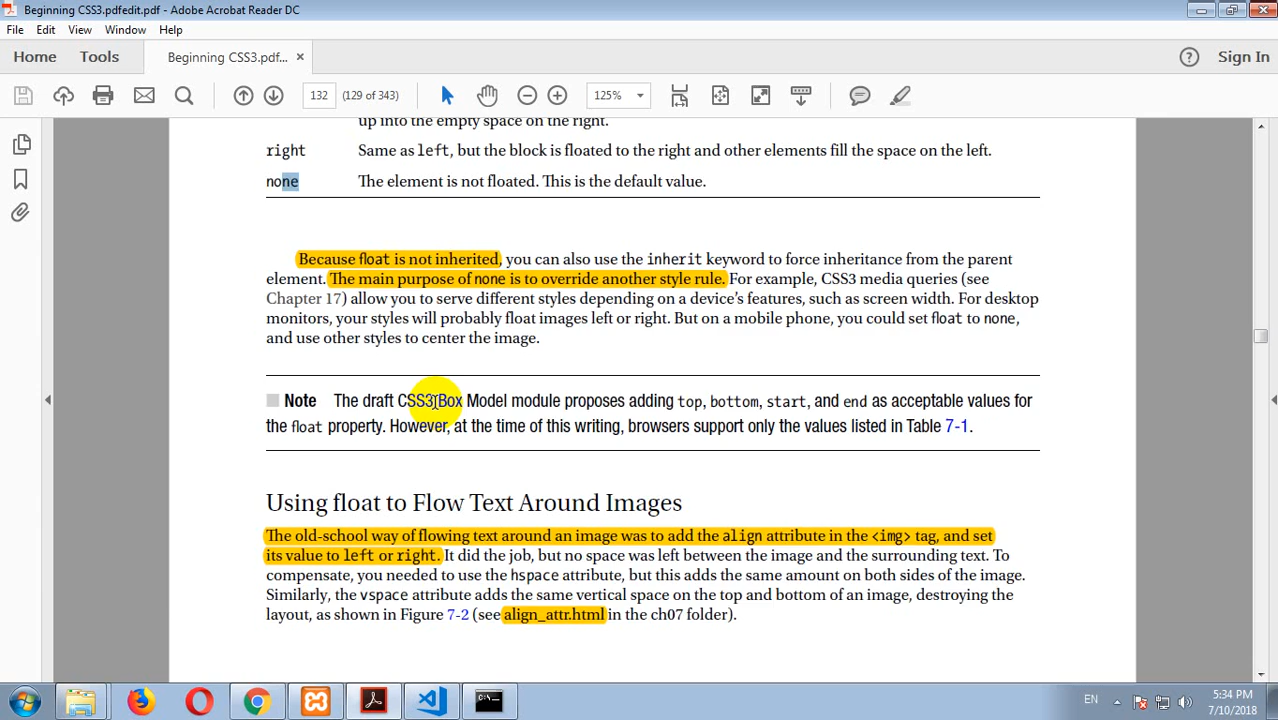 Beginning CSS3.pdfedit.pdf - Adobe Acrobat Reader DC
File Edit View Window Help
Home Tools Beginning CSS3.pdf... × ? Sign In
132 (129 of 343) 125%
up into the empty space on the right.
right Same as left, but the block is floated to the right and other elements fill the space on the left.
none The element is not floated. This is the default value.
Because float is not inherited, you can also use the inherit keyword to force inheritance from the parent
element. The main purpose of none is to override another style rule. For example, CSS3 media queries (see
Chapter 17) allow you to serve different styles depending on a device's features, such as screen width. For desktop
monitors, your styles will probably float images left or right. But on a mobile phone, you could set float to none,
and use other styles to center the image.
Note The draft CSS3 Box Model module proposes adding top, bottom, start, and end as acceptable values for
the float property. However, at the time of this writing, browsers support only the values listed in Table 7-1.
Using float to Flow Text Around Images
The old-school way of flowing text around an image was to add the align attribute in the <img> tag, and set
its value to left or right. It did the job, but no space was left between the image and the surrounding text. To
compensate, you needed to use the hspace attribute, but this adds the same amount on both sides of the image.
Similarly, the vspace attribute adds the same vertical space on the top and bottom of an image, destroying the
layout, as shown in Figure 7-2 (see align_attr.html in the ch07 folder).
EN 5:34 PM
7/10/2018